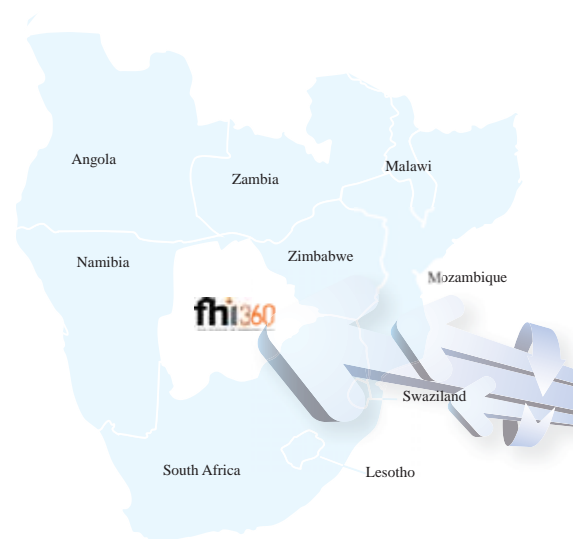 Angola
Zambia
Malawi
Namibia
Zimbabwe
Mozambique
fhi360
Swaziland
South Africa
Lesotho